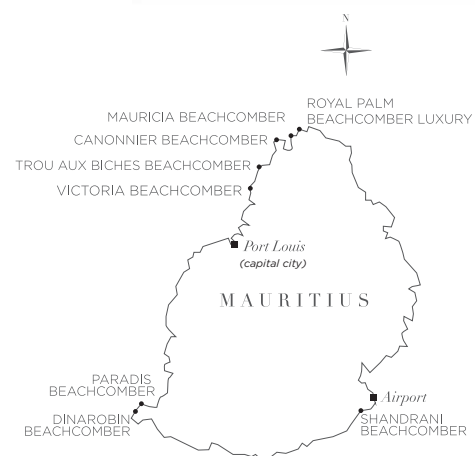 N
ROYAL PALM
BEACHCOMBER LUXURY
MAURICIA BEACHCOMBER
CANONNIER BEACHCOMBER
TROU AUX BICHES BEACHCOMBER
VICTORIA BEACHCOMBER
Port Louis
(capital city)
MAURITIUS
PARADIS
BEACHCOMBER
DINAROBIN
BEACHCOMBER
Airport
SHANDRANI
BEACHCOMBER